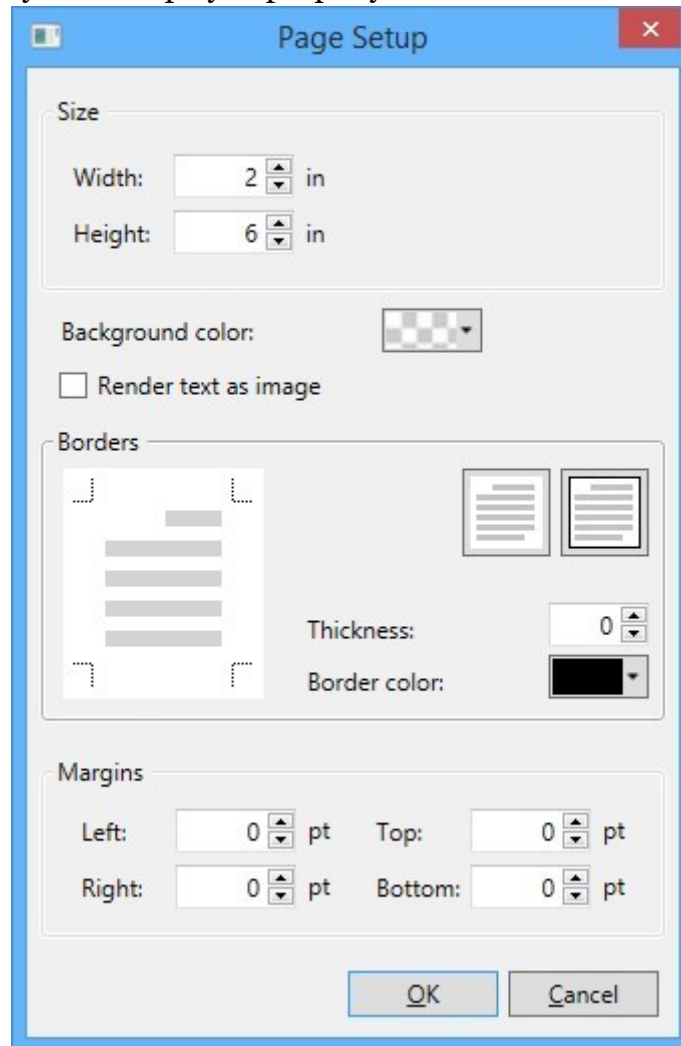 Page Setup
Size
Width: 2 in
Height: 6 in
Background color:
Render text as image
Borders
Thickness: 0
Border color:
Margins
Left: 0 pt Top: 0 pt
Right: 0 pt Bottom: 0 pt
OK Cancel